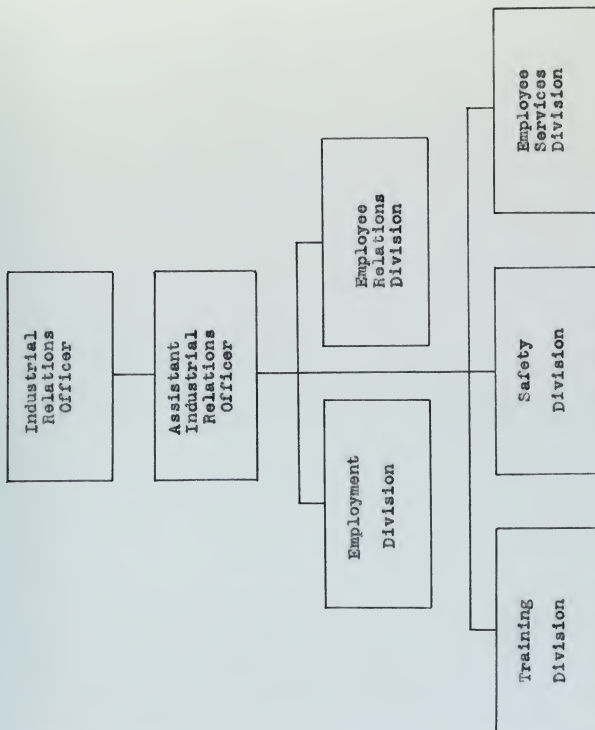 Industrial
Relations
Officer
Assistant
Industrial
Relations
Officer
Employment
Division
Employee
Relations
Division
Training
Division
Safety
Division
Employee
Services
Division